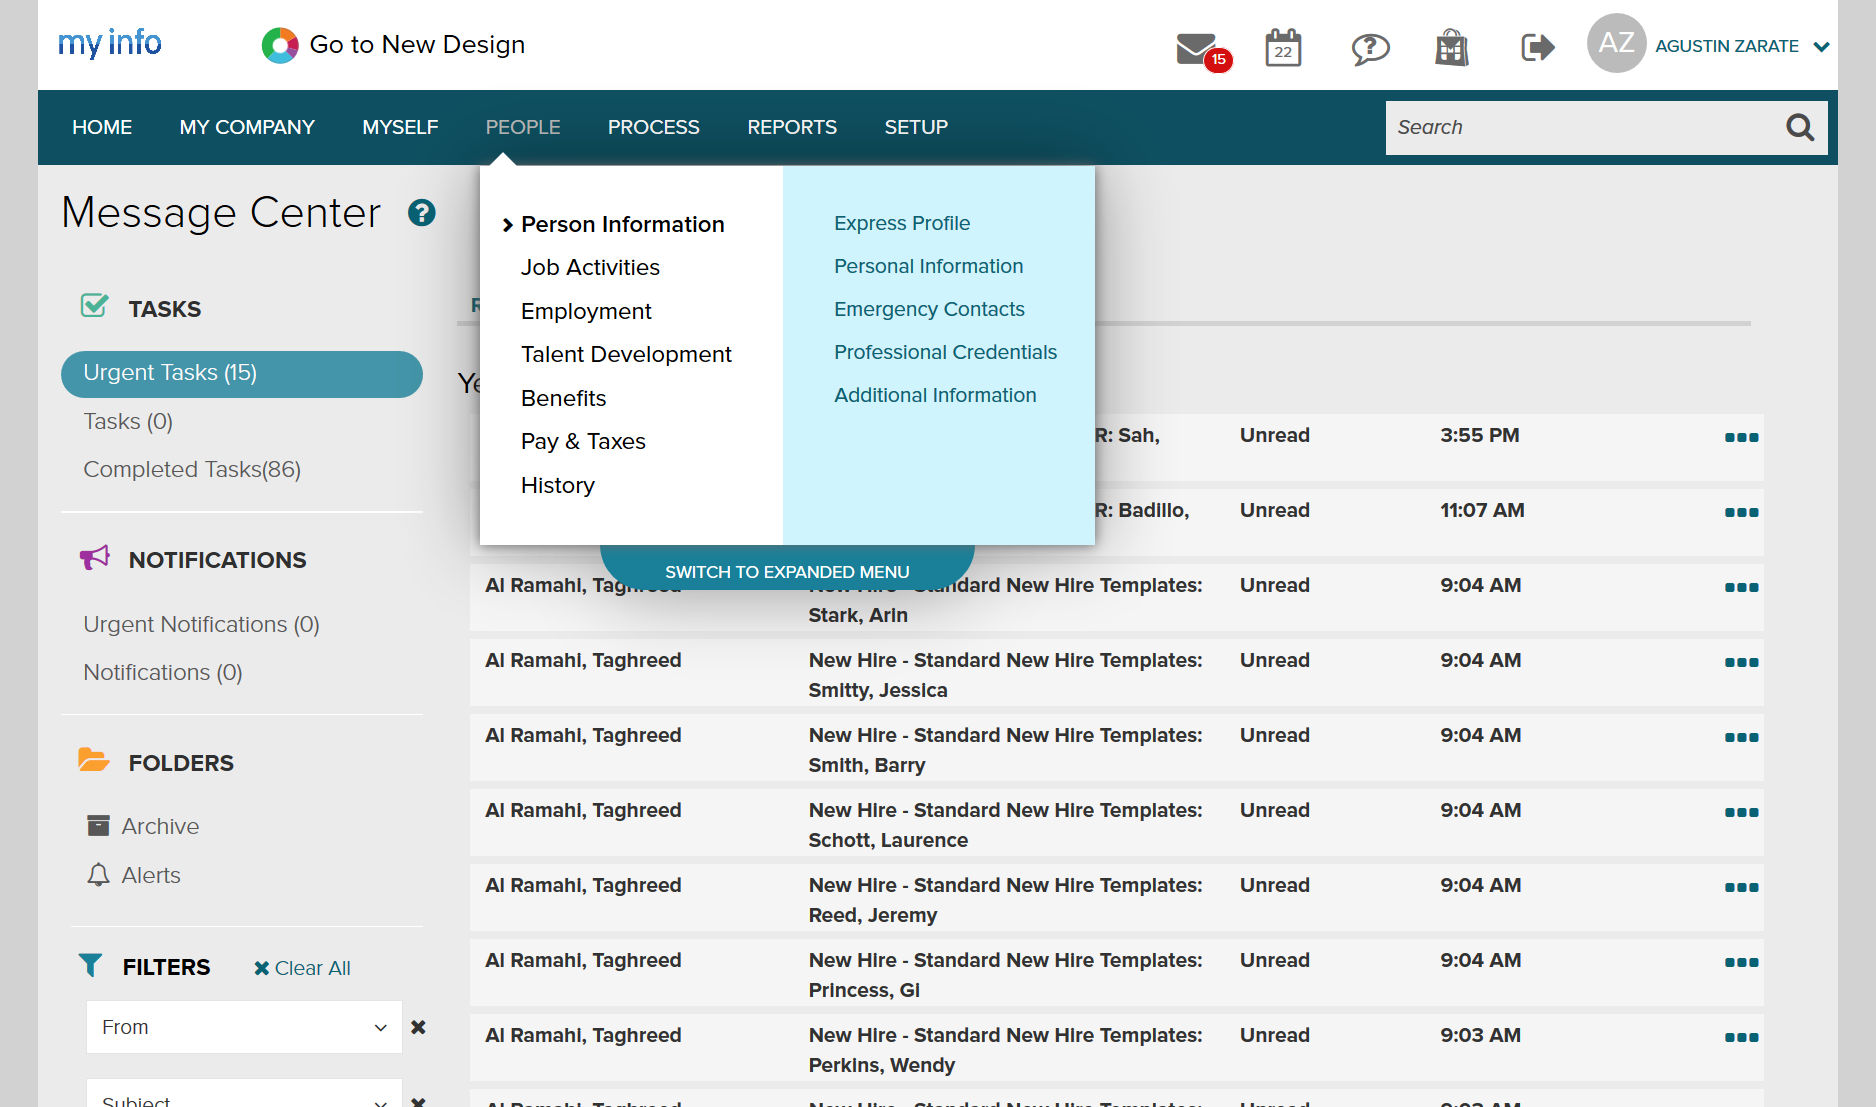 my info
Go to New Design
15
22
AZ
AGUSTIN ZARATE
HOME
MY COMPANY
MYSELF
PEOPLE
PROCESS
REPORTS
SETUP
Search
Message Center
TASKS
Urgent Tasks (15)
Tasks (0)
Completed Tasks(86)
NOTIFICATIONS
Urgent Notifications (0)
Notifications (0)
FOLDERS
Archive
Alerts
FILTERS
Clear All
From
Subject
Person Information
Job Activities
Employment
Talent Development
Benefits
Pay & Taxes
History
Express Profile
Personal Information
Emergency Contacts
Professional Credentials
Additional Information
SWITCH TO EXPANDED MENU
R: Sah, Unread 3:55 PM
R: Badillo, Unread 11:07 AM
Al Ramahi, Taghreed New Hire - Standard New Hire Templates: Unread 9:04 AM
Stark, Arin
Al Ramahi, Taghreed New Hire - Standard New Hire Templates: Unread 9:04 AM
Smitty, Jessica
Al Ramahi, Taghreed New Hire - Standard New Hire Templates: Unread 9:04 AM
Smith, Barry
Al Ramahi, Taghreed New Hire - Standard New Hire Templates: Unread 9:04 AM
Schott, Laurence
Al Ramahi, Taghreed New Hire - Standard New Hire Templates: Unread 9:04 AM
Reed, Jeremy
Al Ramahi, Taghreed New Hire - Standard New Hire Templates: Unread 9:04 AM
Princess, Gi
Al Ramahi, Taghreed New Hire - Standard New Hire Templates: Unread 9:03 AM
Perkins, Wendy